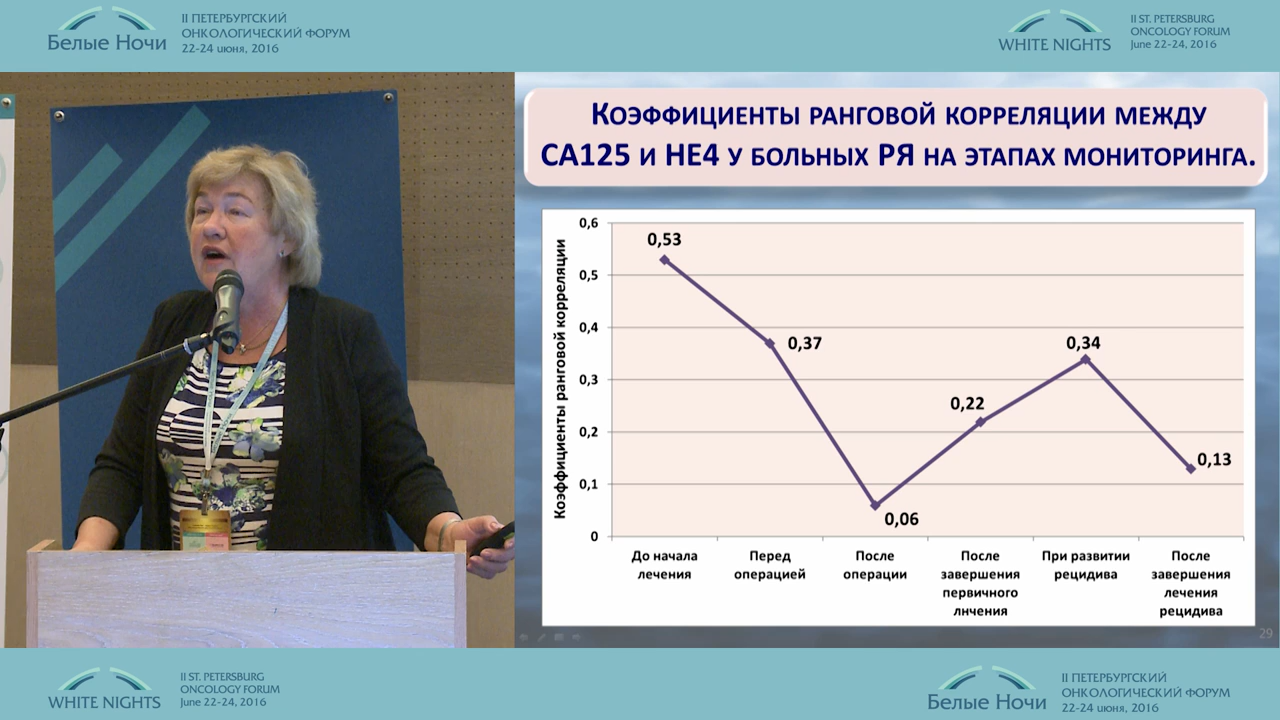 Белые Ночи
II ПЕТЕРБУРГСКИЙ
ОНКОЛОГИЧЕСКИЙ ФОРУМ
22-24 июня, 2016
WHITE NIGHTS
II ST. PETERSBURG
ONCOLOGY FORUM
June 22-24, 2016
Коэффициенты ранговой корреляции между
СА125 и НЕ4 у больных РЯ на этапах мониторинга.
Коэффициенты ранговой корреляции
0,6
0,5
0,4
0,3
0,2
0,1
0
0,53
0,37
0,06
0,22
0,34
0,13
До начала
лечения
Перед
операцией
После
операции
После
завершения
первичного
лнчения
При развитии
рецидива
После
завершения
лечения
рецидива
29
WHITE NIGHTS
II ST. PETERSBURG
ONCOLOGY FORUM
June 22-24, 2016
Белые Ночи
II ПЕТЕРБУРГСКИЙ
ОНКОЛОГИЧЕСКИЙ ФОРУМ
22-24 июня, 2016